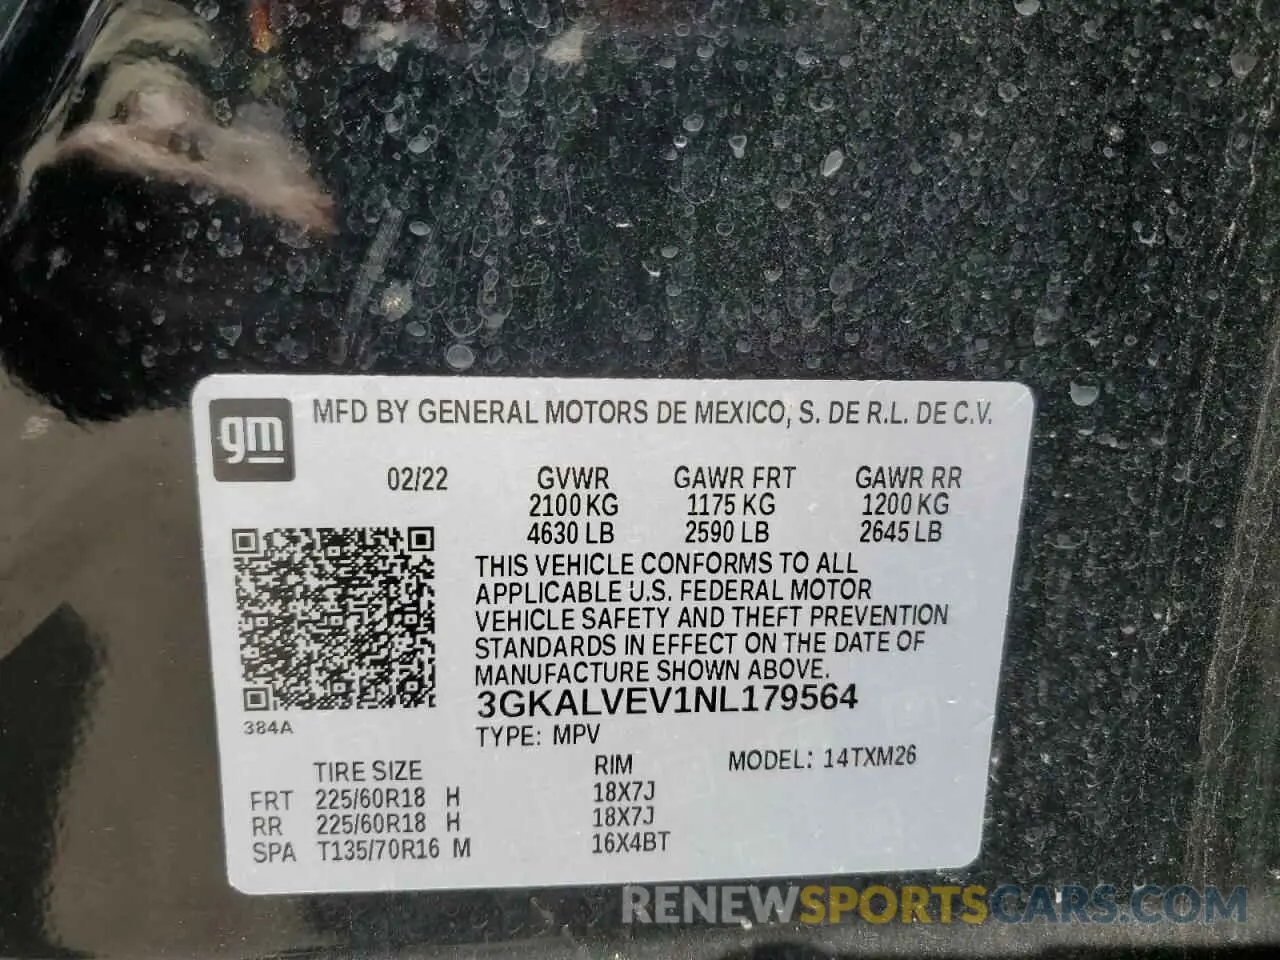 gm
MFD BY GENERAL MOTORS DE MEXICO, S. DE R.L. DE C.V.
02/22 GVWR GAWR FRT GAWR RR
2100 KG 1175 KG 1200 KG
4630 LB 2590 LB 2645 LB
THIS VEHICLE CONFORMS TO ALL
APPLICABLE U.S. FEDERAL MOTOR
VEHICLE SAFETY AND THEFT PREVENTION
STANDARDS IN EFFECT ON THE DATE OF
MANUFACTURE SHOWN ABOVE.
3GKALVEV1NL179564
384A
TYPE: MPV
MODEL: 14TXM26
TIRE SIZE RIM
FRT 225/60R18 H 18X7J
RR 225/60R18 H 18X7J
SPA T135/70R16 M 16X4BT
RENEWSPORTSCARS.COM